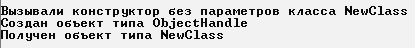 Вызывали конструктор без параметров класса NewClass
Создан объект типа ObjectHandle
Получен объект типа NewClass